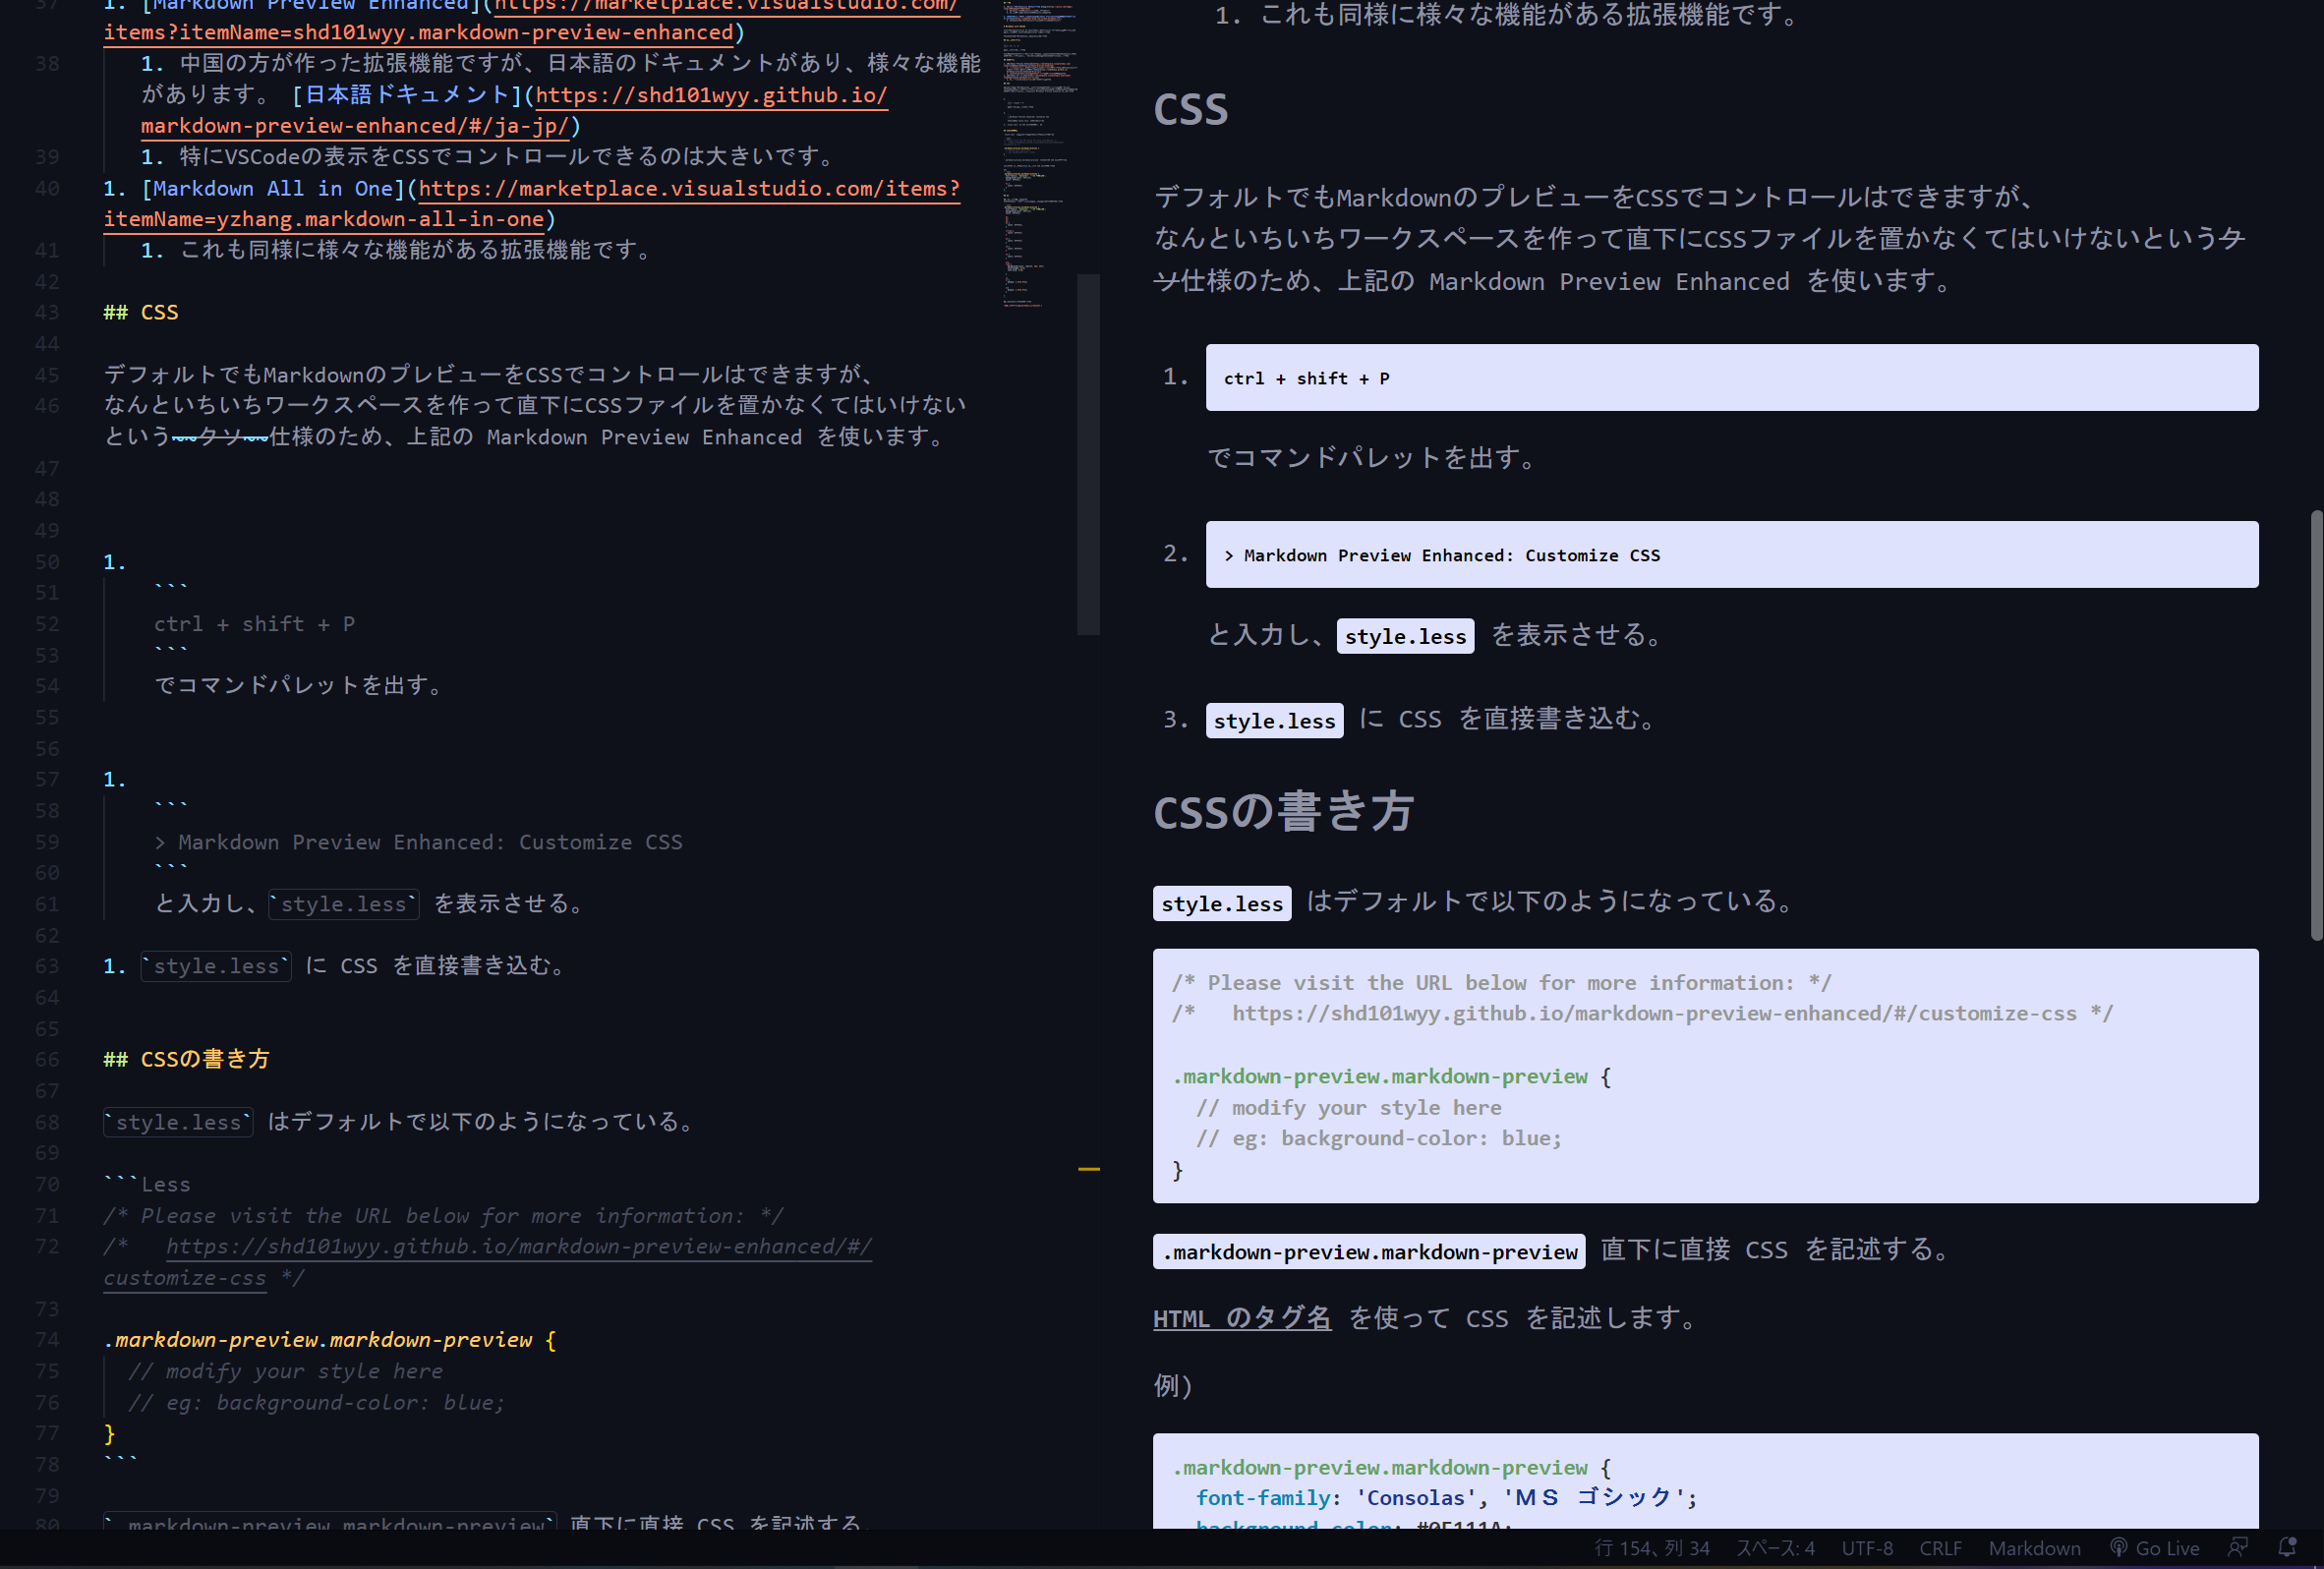 37 1. [Markdown Preview Enhanced](https://marketplace.visualstudio.com/
items?itemName=shd101wyy.markdown-preview-enhanced)
38 1. 中国の方が作った拡張機能ですが、日本語のドキュメントがあり、様々な機能
があります。 [日本語ドキュメント](https://shd101wyy.github.io/
markdown-preview-enhanced/#/ja-jp/)
39 1. 特にVSCodeの表示をCSSでコントロールできるのは大きいです。
40 1. [Markdown All in One](https://marketplace.visualstudio.com/items?
itemName=yzhang.markdown-all-in-one)
41 1. これも同様に様々な機能がある拡張機能です。
42
43 ## CSS
44
45 デフォルトでもMarkdownのプレビューをCSSでコントロールはできますが、
46 なんといちいちワークスペースを作って直下にCSSファイルを置かなくてはいけない
という~~クソ~~仕様のため、上記の Markdown Preview Enhanced を使います。
47
48
49
50 1.
51 ```
52 ctrl + shift + P
53 ```
54 でコマンドパレットを出す。
55
56
57 1.
58 ```
59 > Markdown Preview Enhanced: Customize CSS
60 ```
61 と入力し、`style.less` を表示させる。
62
63 1. `style.less` に CSS を直接書き込む。
64
65
66 ## CSSの書き方
67
68 `style.less` はデフォルトで以下のようになっている。
69
70 ```Less
71 /* Please visit the URL below for more information: */
72 /*   https://shd101wyy.github.io/markdown-preview-enhanced/#/
customize-css */
73
74 .markdown-preview.markdown-preview {
75 // modify your style here
76 // eg: background-color: blue;
77 }
78 ```
79
80 `.markdown-preview.markdown-preview` 直下に直接 CSS を記述する。
1. これも同様に様々な機能がある拡張機能です。
CSS
デフォルトでもMarkdownのプレビューをCSSでコントロールはできますが、
なんといちいちワークスペースを作って直下にCSSファイルを置かなくてはいけないというク
ソ仕様のため、上記の Markdown Preview Enhanced を使います。
1. ctrl + shift + P
でコマンドパレットを出す。
2. > Markdown Preview Enhanced: Customize CSS
と入力し、style.less を表示させる。
3. style.less に CSS を直接書き込む。
CSSの書き方
style.less はデフォルトで以下のようになっている。
/* Please visit the URL below for more information: */
/*   https://shd101wyy.github.io/markdown-preview-enhanced/#/customize-css */
.markdown-preview.markdown-preview {
// modify your style here
// eg: background-color: blue;
}
.markdown-preview.markdown-preview 直下に直接 CSS を記述する。
HTML のタグ名 を使って CSS を記述します。
例)
.markdown-preview.markdown-preview {
font-family: 'Consolas', 'ＭＳ ゴシック';
background-color: #0F111A;
行 154、列 34 スペース: 4 UTF-8 CRLF Markdown Go Live